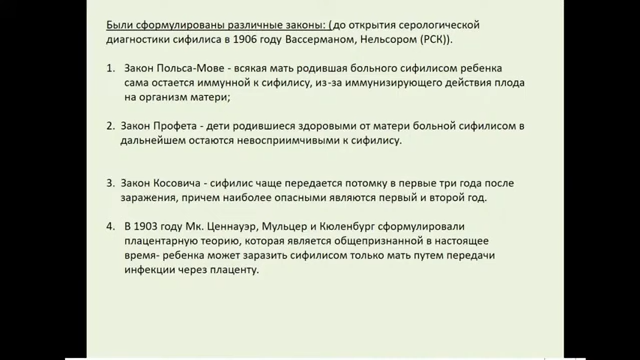 Были сформулированы различные законы: (до открытия серологической
диагностики сифилиса в 1906 году Вассерманом, Нельсором (РСК)).
1. Закон Польса-Мове - всякая мать родившая больного сифилисом ребенка
сама остается иммунной к сифилису, из-за иммунизирующего действия плода
на организм матери;
2. Закон Профета - дети родившиеся здоровыми от матери больной сифилисом в
дальнейшем остаются невосприимчивыми к сифилису.
3. Закон Косовича - сифилис чаще передается потомку в первые три года после
заражения, причем наиболее опасными являются первый и второй год.
4. В 1903 году Мк. Ценнауэр, Мульцер и Кюленбург сформулировали
плацентарную теорию, которая является общепризнанной в настоящее
время- ребенка может заразить сифилисом только мать путем передачи
инфекции через плаценту.